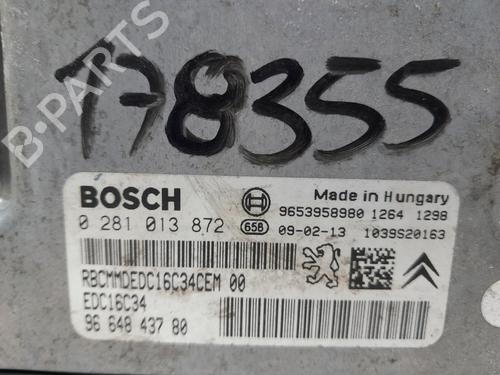 178355
B-PARTS
BOSCH
Made in Hungary
9653958980 1264 1298
0 281 013 872
658
09-02-13 1039S20163
RBCMMDEDC16C34CEM 00
EDC16C34
96 648 437 80